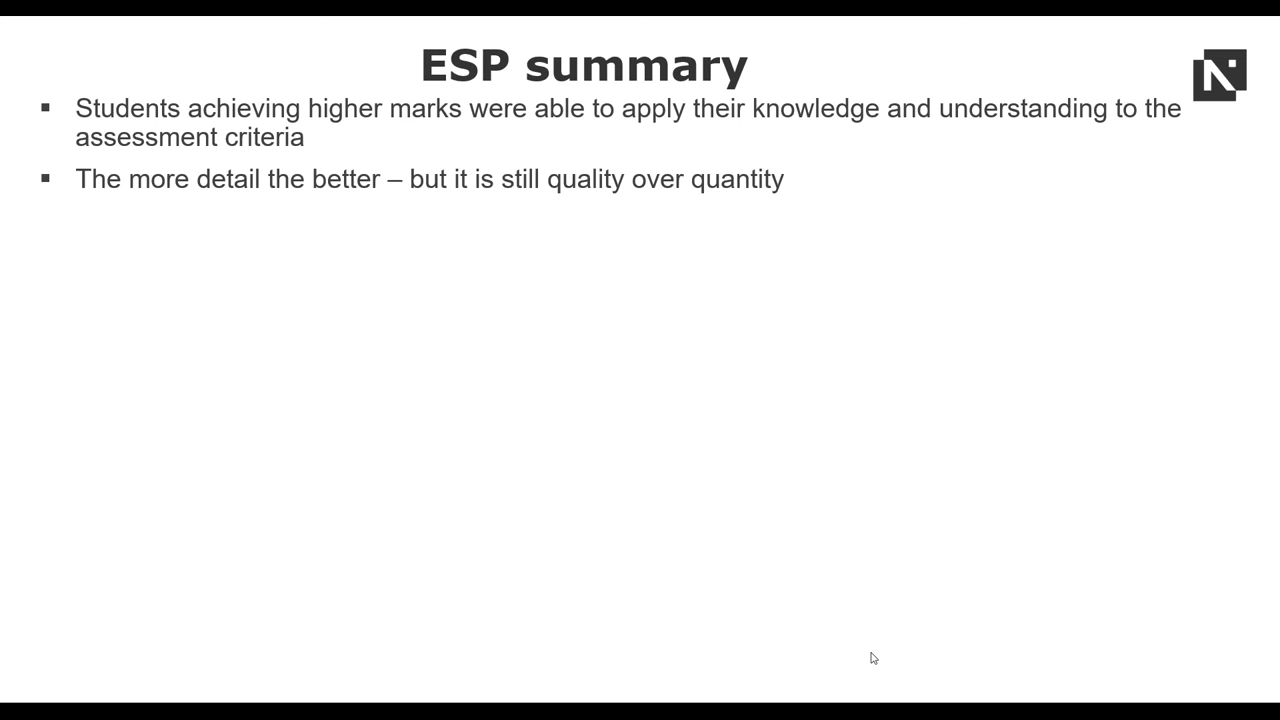 ESP summary
▪ Students achieving higher marks were able to apply their knowledge and understanding to the
assessment criteria
▪ The more detail the better – but it is still quality over quantity